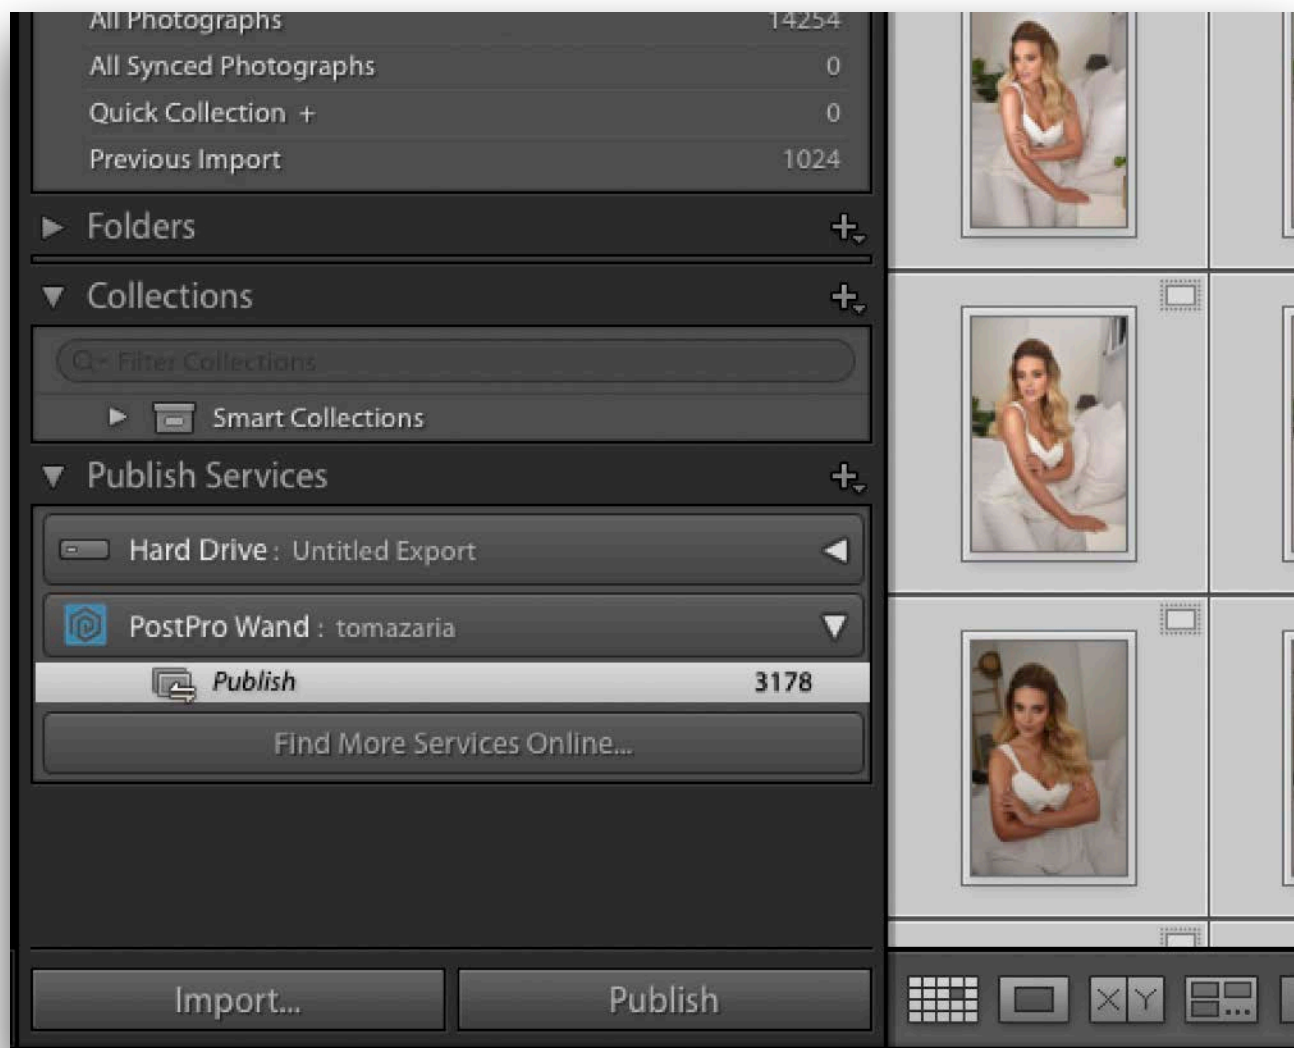 All Photographs 14254
All Synced Photographs 0
Quick Collection + 0
Previous Import 1024
Folders
Collections
Filter Collections
Smart Collections
Publish Services
Hard Drive : Untitled Export
PostPro Wand : tomazaria
Publish 3178
Find More Services Online...
Import... Publish
X Y